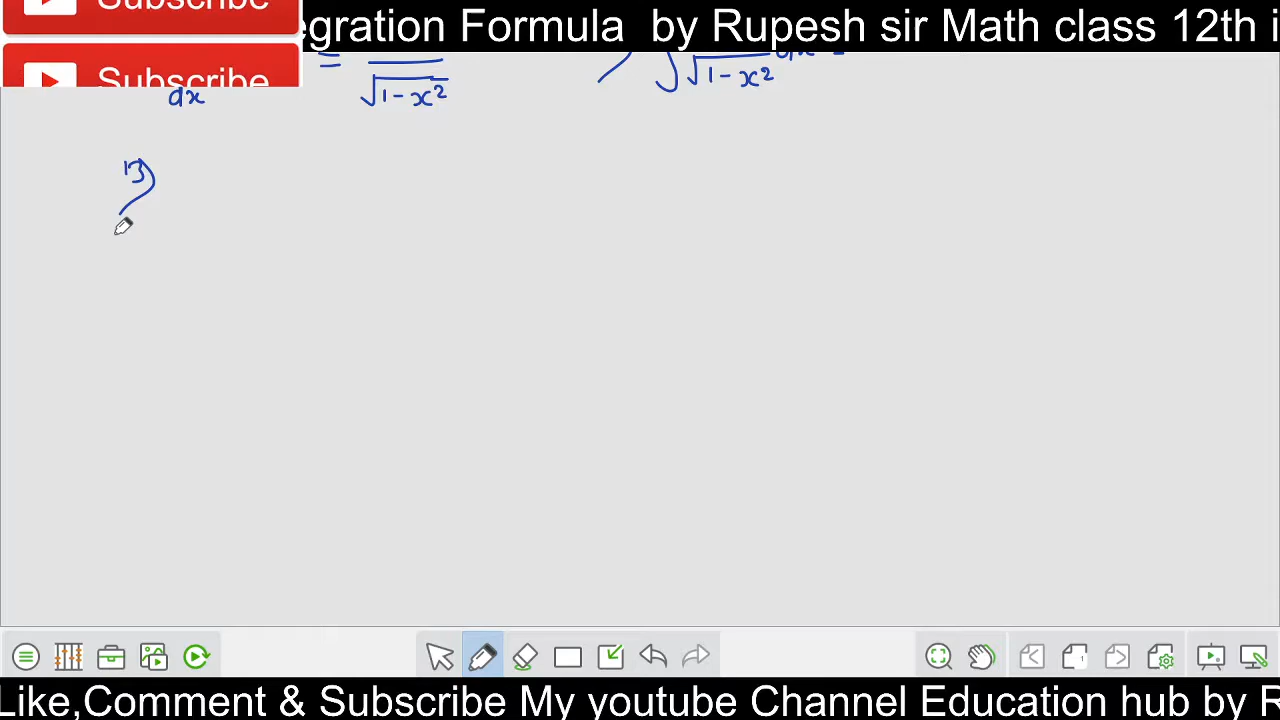 Subscribe
Subscribe
egration Formula by Rupesh sir Math class 12th i
= 
√1-x²
dx
∫ √1-x²
13)
Like,Comment & Subscribe My youtube Channel Education hub by R